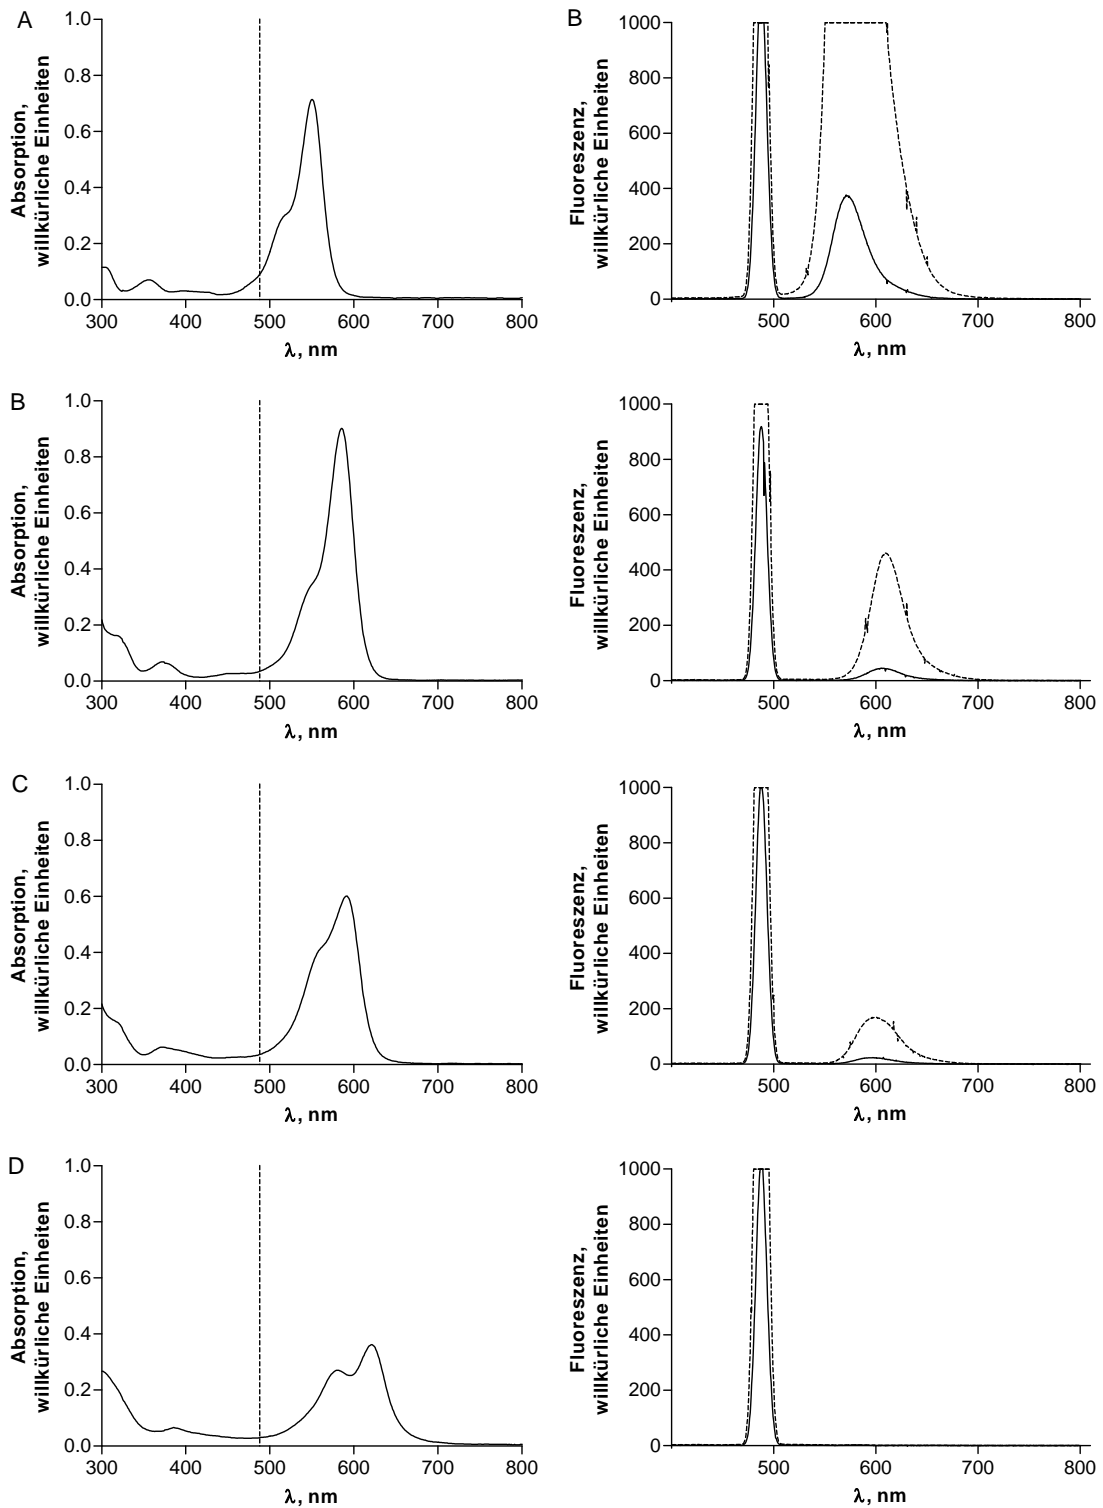 A
Absorption,
willkürliche Einheiten
1.0
0.8
0.6
0.4
0.2
0.0
300 400 500 600 700 800
λ, nm
B
Fluoreszenz,
willkürliche Einheiten
1000
800
600
400
200
0
500 600 700 800
λ, nm
B
Absorption,
willkürliche Einheiten
1.0
0.8
0.6
0.4
0.2
0.0
300 400 500 600 700 800
λ, nm
Fluoreszenz,
willkürliche Einheiten
1000
800
600
400
200
0
500 600 700 800
λ, nm
C
Absorption,
willkürliche Einheiten
1.0
0.8
0.6
0.4
0.2
0.0
300 400 500 600 700 800
λ, nm
Fluoreszenz,
willkürliche Einheiten
1000
800
600
400
200
0
500 600 700 800
λ, nm
D
Absorption,
willkürliche Einheiten
1.0
0.8
0.6
0.4
0.2
0.0
300 400 500 600 700 800
λ, nm
Fluoreszenz,
willkürliche Einheiten
1000
800
600
400
200
0
500 600 700 800
λ, nm